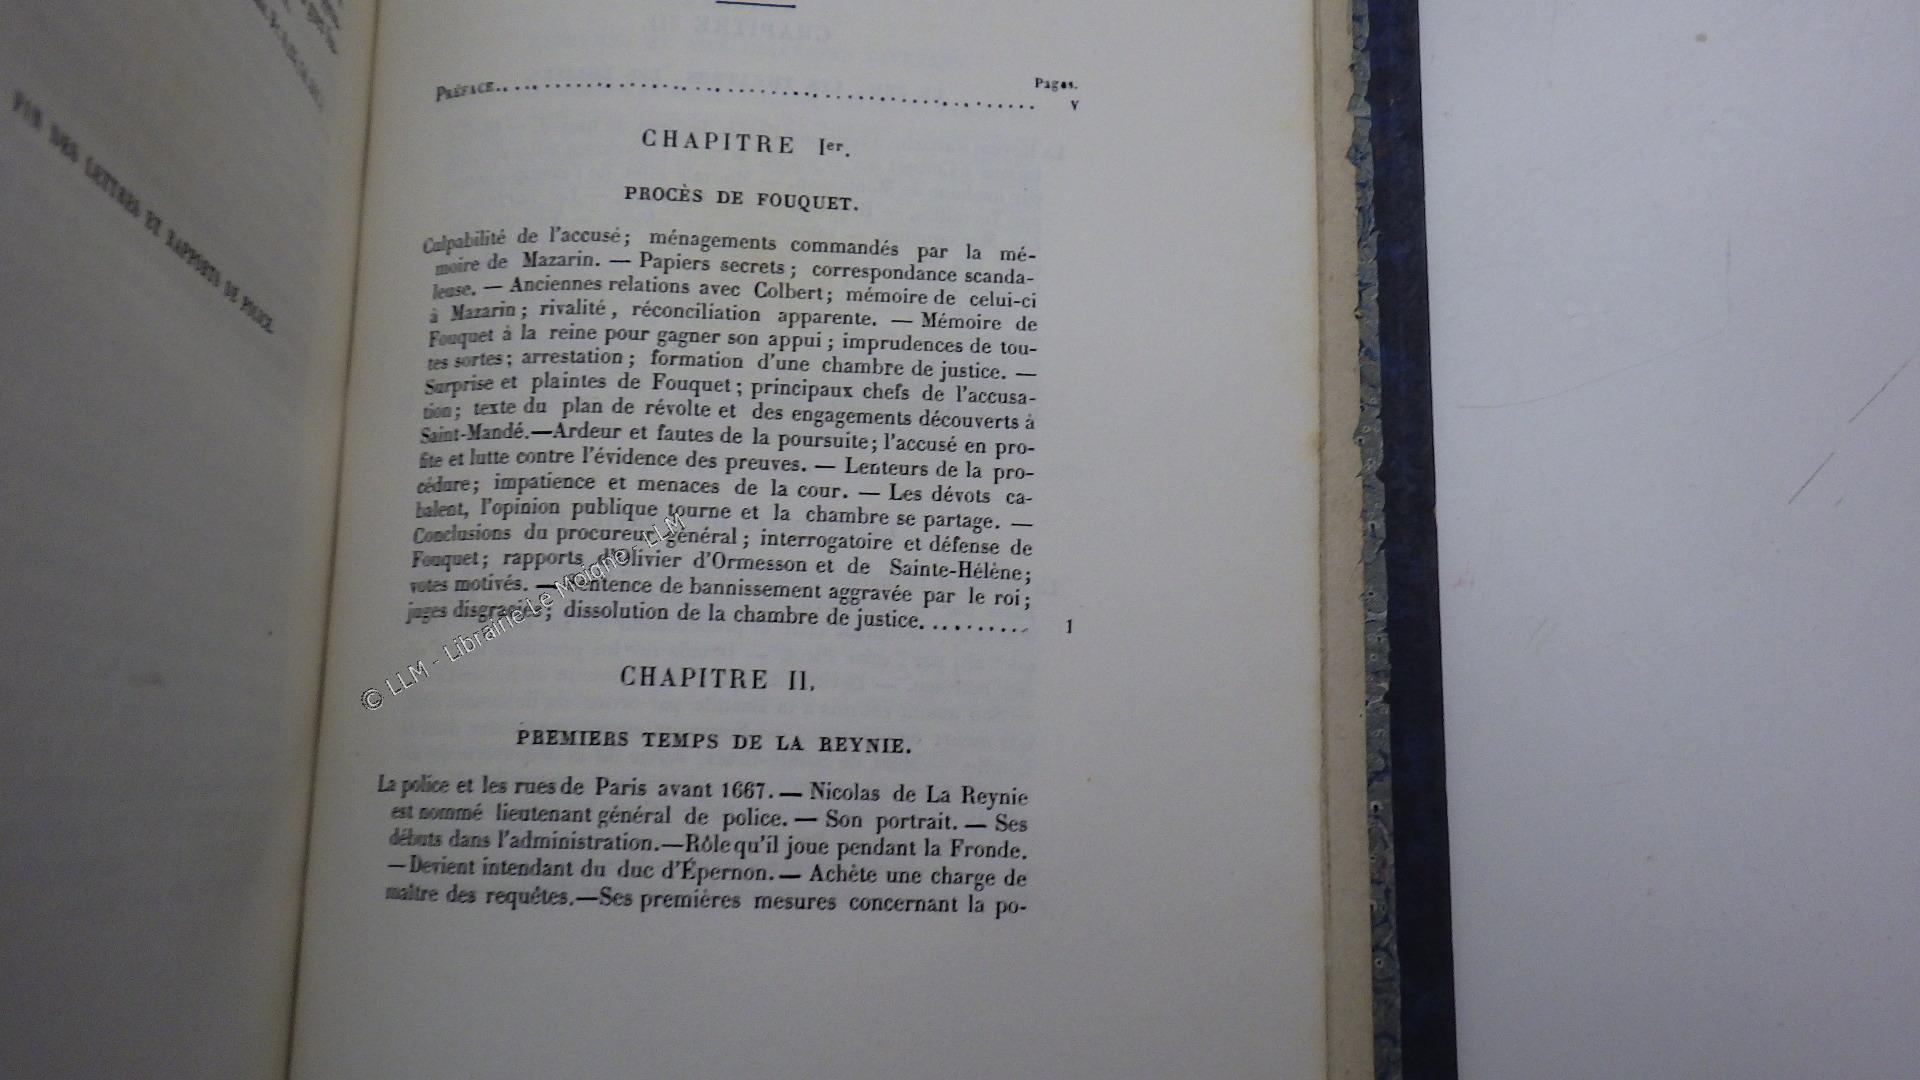 FIN DES LETTRES ET RAPPORTS DE POLICE.
Pages.
PRÉFACE. V
CHAPITRE Ier.
PROCÈS DE FOUQUET.
Culpabilité de l'accusé; ménagements commandés par la mé-
moire de Mazarin. — Papiers secrets; correspondance scanda-
leuse. — Anciennes relations avec Colbert; mémoire de celui-ci
à Mazarin; rivalité, réconciliation apparente. — Mémoire de
Fouquet à la reine pour gagner son appui; imprudences de tou-
tes sortes; arrestation; formation d'une chambre de justice. —
Surprise et plaintes de Fouquet; principaux chefs de l'accusa-
tion; texte du plan de révolte et des engagements découverts à
Saint-Mandé.—Ardeur et fautes de la poursuite; l'accusé en pro-
fite et lutte contre l'évidence des preuves. — Lenteurs de la pro-
cédure; impatience et menaces de la cour. — Les dévots ca-
balent, l'opinion publique tourne et la chambre se partage. —
Conclusions du procureur général; interrogatoire et défense de
Fouquet; rapports d'Olivier d'Ormesson et de Sainte-Hélène;
votes motivés. — Sentence de bannissement aggravée par le roi;
juges disgraciés; dissolution de la chambre de justice. 1
CHAPITRE II.
PREMIERS TEMPS DE LA REYNIE.
La police et les rues de Paris avant 1667. — Nicolas de La Reynie
est nommé lieutenant général de police. — Son portrait. — Ses
débuts dans l'administration.—Rôle qu'il joue pendant la Fronde.
—Devient intendant du duc d'Épernon. — Achète une charge de
maître des requêtes.—Ses premières mesures concernant la po-
© LLM - Librairie Le Moigne - LLM